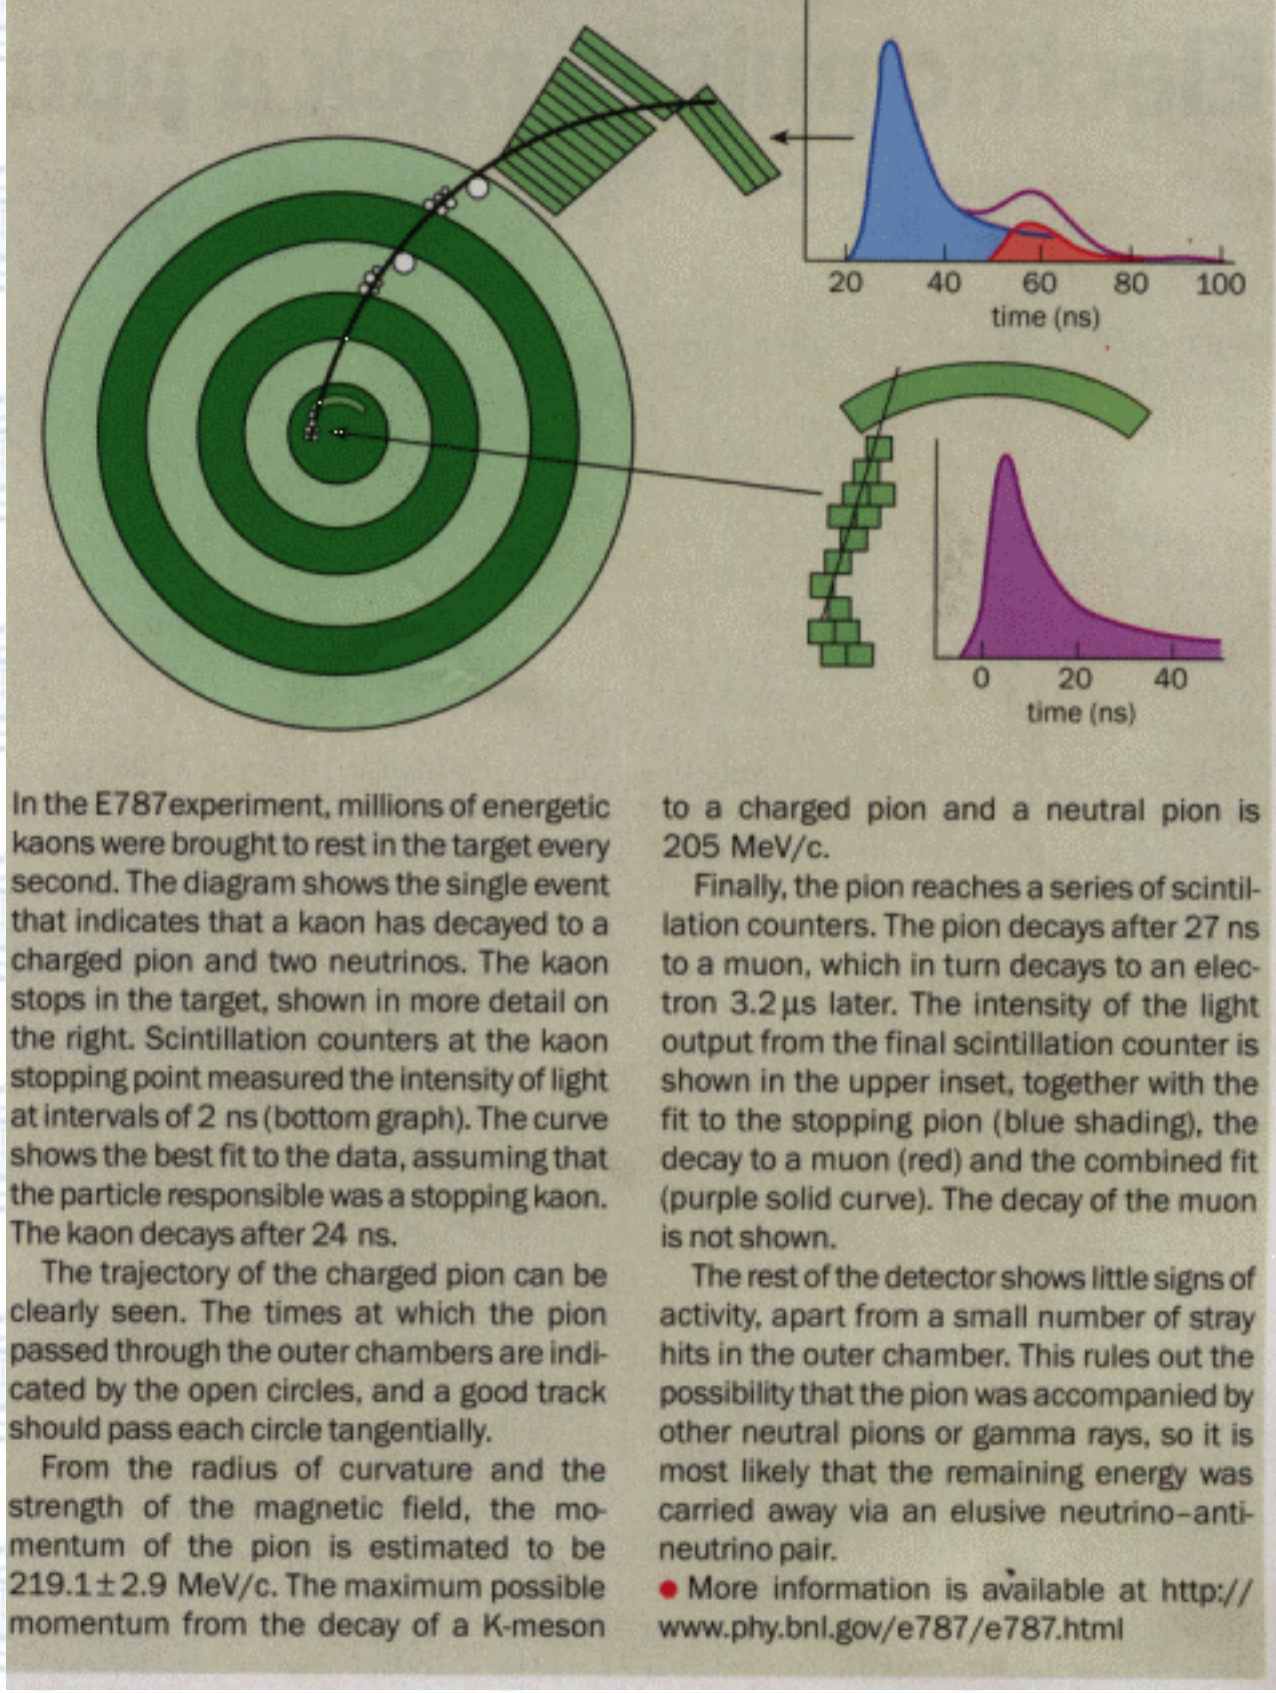 20 40 60 80 100
time (ns)
0 20 40
time (ns)
In the E787experiment, millions of energetic
kaons were brought to rest in the target every
second. The diagram shows the single event
that indicates that a kaon has decayed to a
charged pion and two neutrinos. The kaon
stops in the target, shown in more detail on
the right. Scintillation counters at the kaon
stopping point measured the intensity of light
at intervals of 2 ns (bottom graph). The curve
shows the best fit to the data, assuming that
the particle responsible was a stopping kaon.
The kaon decays after 24 ns.
The trajectory of the charged pion can be
clearly seen. The times at which the pion
passed through the outer chambers are indi-
cated by the open circles, and a good track
should pass each circle tangentially.
From the radius of curvature and the
strength of the magnetic field, the mo-
mentum of the pion is estimated to be
219.1±2.9 MeV/c. The maximum possible
momentum from the decay of a K-meson
to a charged pion and a neutral pion is
205 MeV/c.
Finally, the pion reaches a series of scintil-
lation counters. The pion decays after 27 ns
to a muon, which in turn decays to an elec-
tron 3.2 μs later. The intensity of the light
output from the final scintillation counter is
shown in the upper inset, together with the
fit to the stopping pion (blue shading), the
decay to a muon (red) and the combined fit
(purple solid curve). The decay of the muon
is not shown.
The rest of the detector shows little signs of
activity, apart from a small number of stray
hits in the outer chamber. This rules out the
possibility that the pion was accompanied by
other neutral pions or gamma rays, so it is
most likely that the remaining energy was
carried away via an elusive neutrino–anti-
neutrino pair.
● More information is available at http://
www.phy.bnl.gov/e787/e787.html